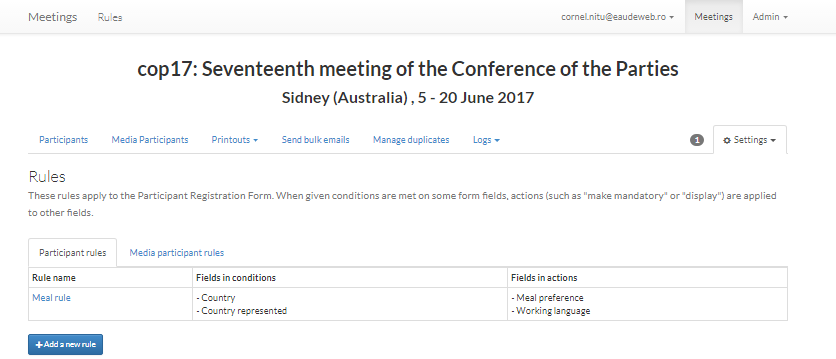 Meetings Rules cornel.nitu@eaudeweb.ro Meetings Admin
cop17: Seventeenth meeting of the Conference of the Parties
Sidney (Australia) , 5 - 20 June 2017
Participants Media Participants Printouts Send bulk emails Manage duplicates Logs 1 Settings
Rules
These rules apply to the Participant Registration Form. When given conditions are met on some form fields, actions (such as "make mandatory" or "display") are applied
to other fields.
Participant rules Media participant rules
Rule name Fields in conditions Fields in actions
Meal rule - Country - Meal preference
- Country represented - Working language
+ Add a new rule